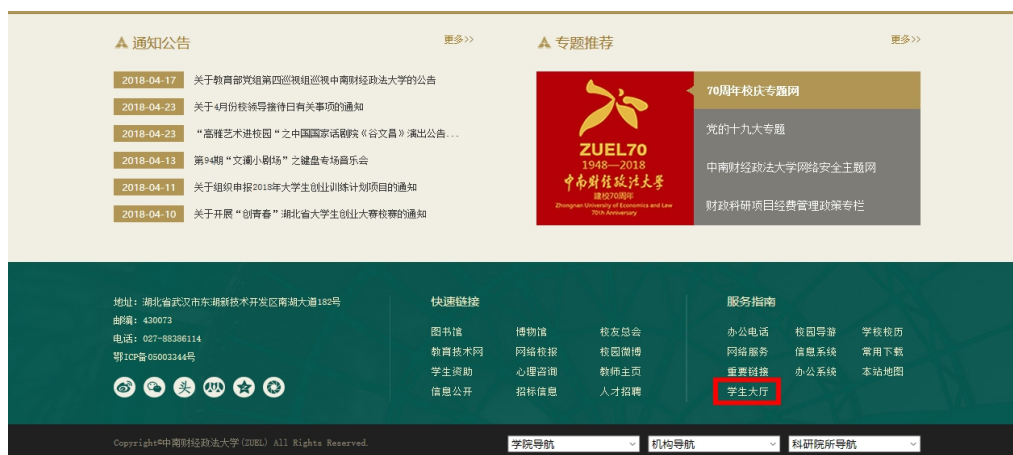 通知公告 更多>>
2018-04-17 关于教育部党组第四巡视组巡视中南财经政法大学的公告
2018-04-23 关于4月份校领导接待日有关事项的通知
2018-04-23 “高雅艺术进校园”之中国国家话剧院《谷文昌》演出公告...
2018-04-13 第94期“文澜小剧场”之键盘专场音乐会
2018-04-11 关于组织申报2018年大学生创业训练计划项目的通知
2018-04-10 关于开展“创青春”湖北省大学生创业大赛校赛的通知
专题推荐 更多>>
70
ZUEL70
1948—2018
中南财经政法大学
建校70周年
Zhongnan University of Economics and Law
70th Anniversary
70周年校庆专题网
党的十九大专题
中南财经政法大学网络安全主题网
财政科研项目经费管理政策专栏
地址：湖北省武汉市东湖新技术开发区南湖大道182号
邮编：430073
电话：027-88386114
鄂ICP备05003344号
头
快速链接
图书馆 博物馆 校友总会
教育技术网 网络校报 校园微博
学生资助 心理咨询 教师主页
信息公开 招标信息 人才招聘
服务指南
办公电话 校园导游 学校校历
网络服务 信息系统 常用下载
重要链接 办公系统 本站地图
学生大厅
Copyright©中南财经政法大学(ZUEL) All Rights Reserved.
学院导航 机构导航 科研院所导航